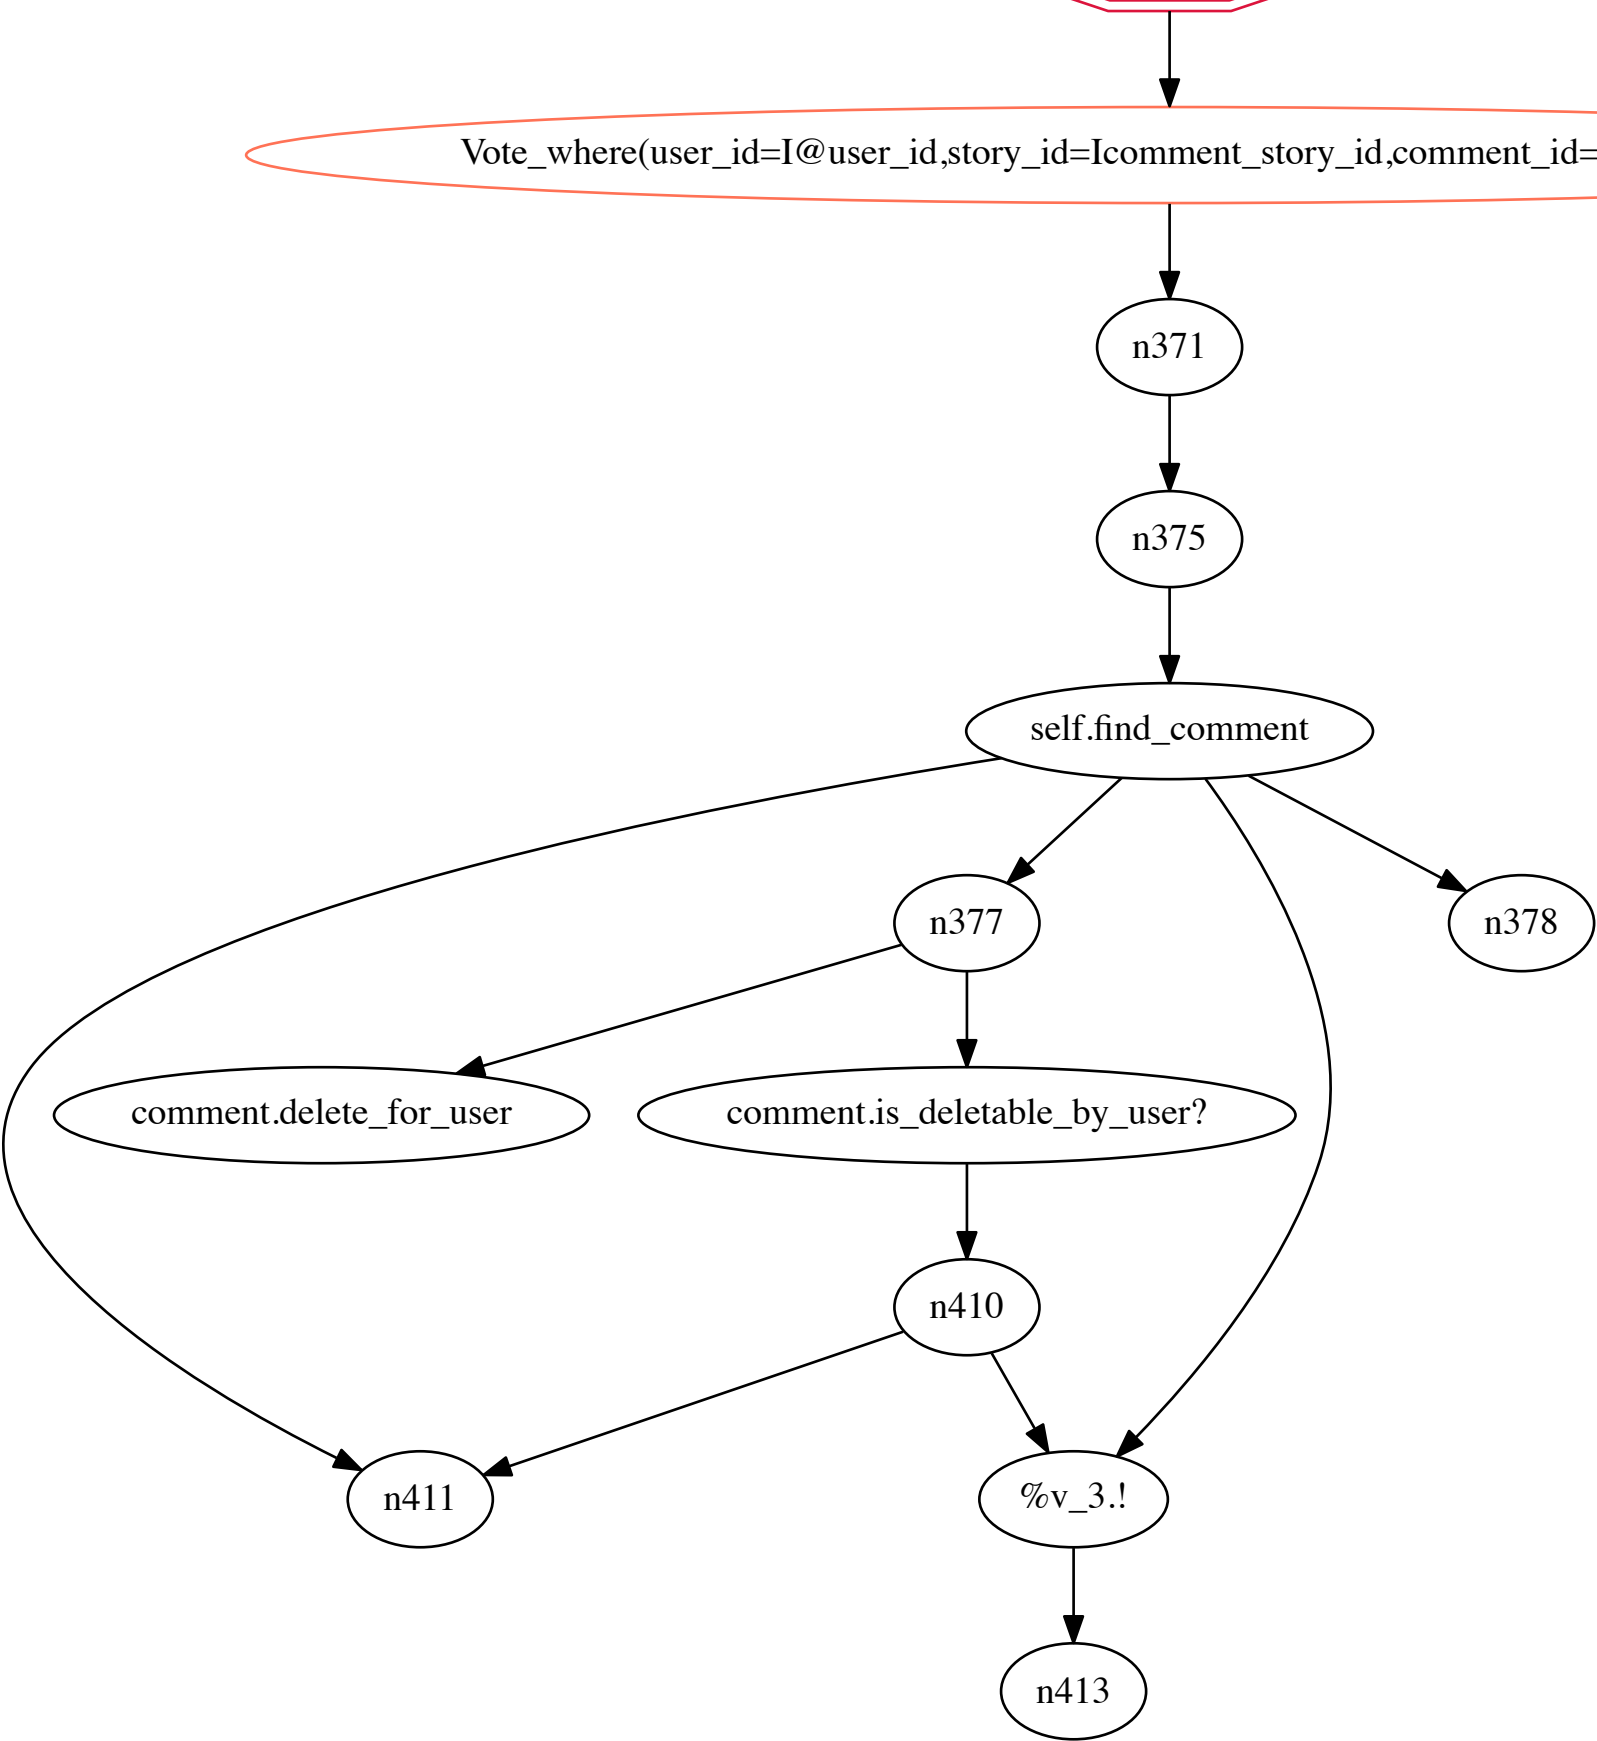 Vote_where(user_id=I@user_id,story_id=Icomment_story_id,comment_id=
n371
n375
self.find_comment
n377
n378
comment.delete_for_user
comment.is_deletable_by_user?
n410
n411
%v_3.!
n413